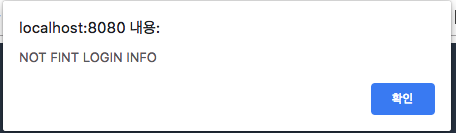 localhost:8080 내용:
NOT FINT LOGIN INFO
확인